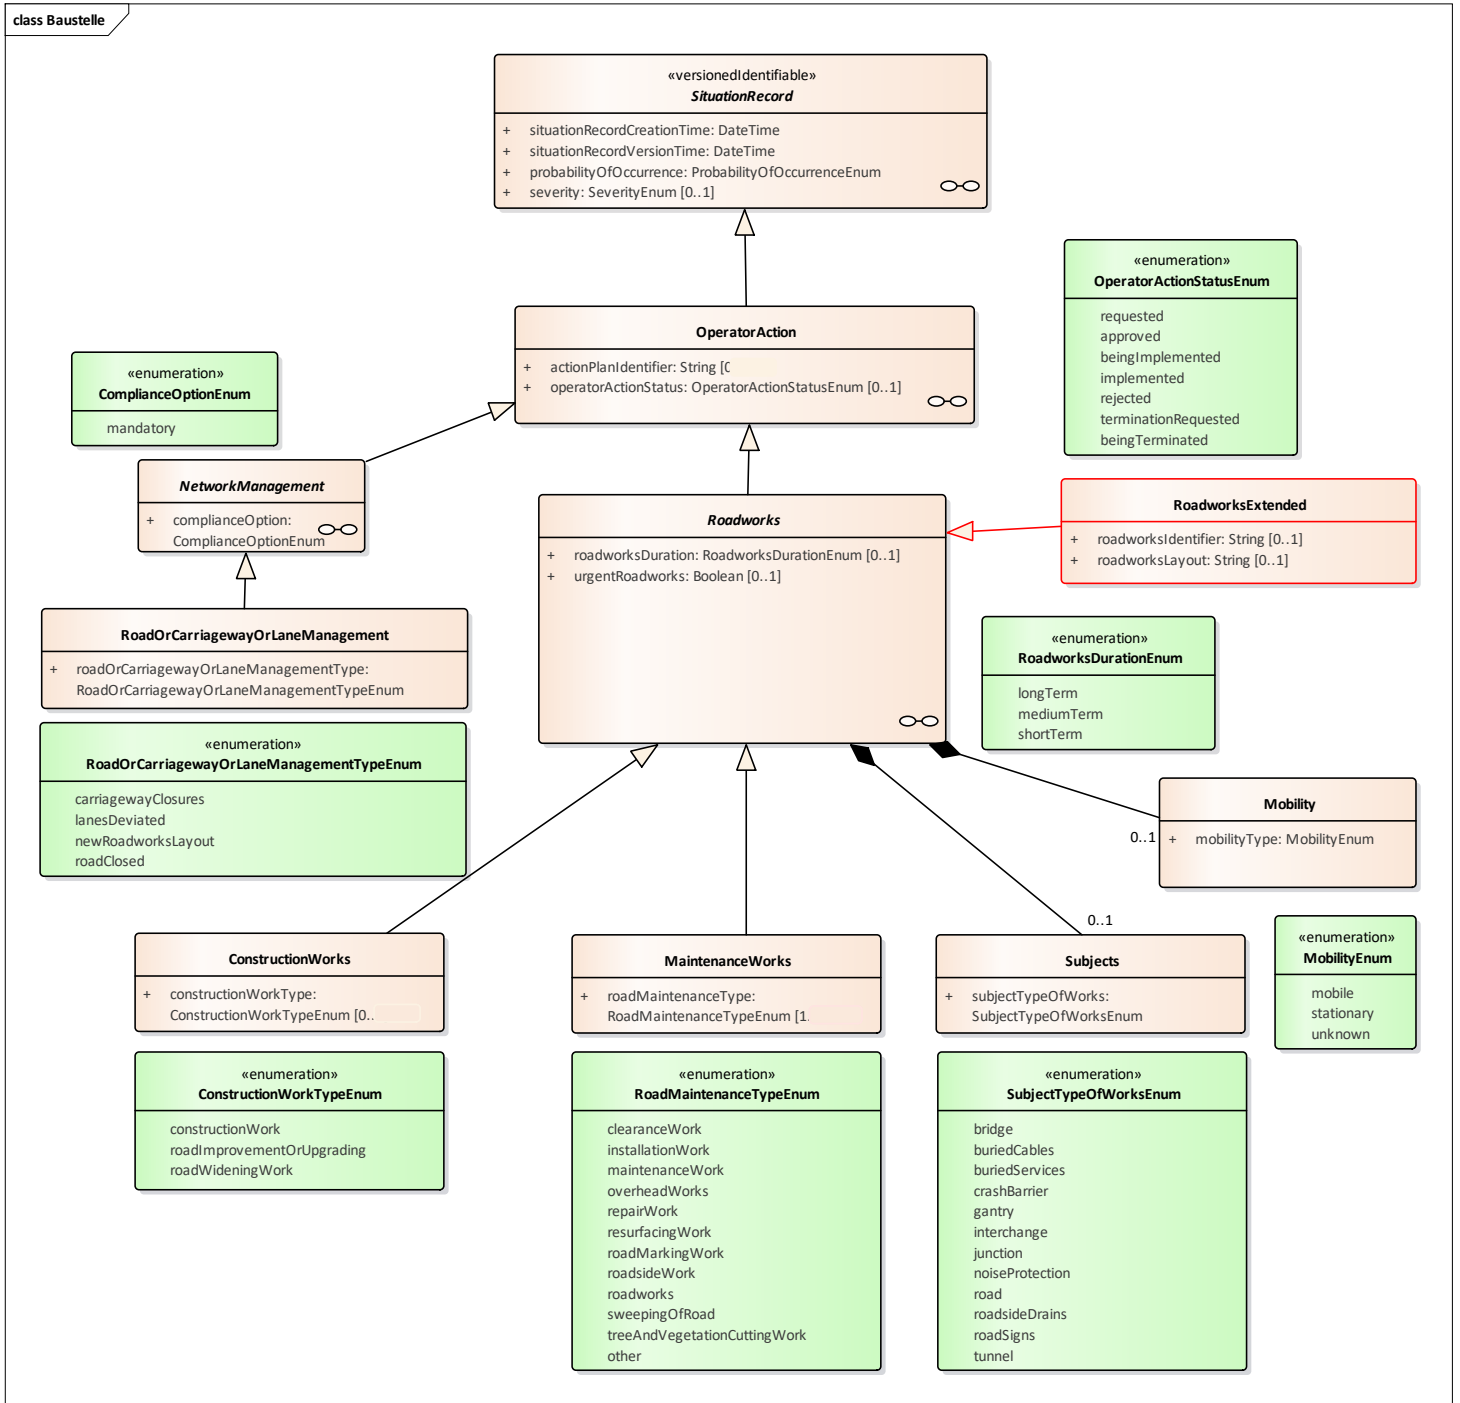 class Baustelle
«versionedIdentifiable»
SituationRecord
+ situationRecordCreationTime: DateTime
+ situationRecordVersionTime: DateTime
+ probabilityOfOccurrence: ProbabilityOfOccurrenceEnum
+ severity: SeverityEnum [0..1]
«enumeration»
OperatorActionStatusEnum
requested
approved
beingImplemented
implemented
rejected
terminationRequested
beingTerminated
OperatorAction
+ actionPlanIdentifier: String [0
+ operatorActionStatus: OperatorActionStatusEnum [0..1]
«enumeration»
ComplianceOptionEnum
mandatory
NetworkManagement
+ complianceOption:
ComplianceOptionEnum
Roadworks
+ roadworksDuration: RoadworksDurationEnum [0..1]
+ urgentRoadworks: Boolean [0..1]
RoadworksExtended
+ roadworksIdentifier: String [0..1]
+ roadworksLayout: String [0..1]
RoadOrCarriagewayOrLaneManagement
+ roadOrCarriagewayOrLaneManagementType:
RoadOrCarriagewayOrLaneManagementTypeEnum
«enumeration»
RoadworksDurationEnum
longTerm
mediumTerm
shortTerm
«enumeration»
RoadOrCarriagewayOrLaneManagementTypeEnum
carriagewayClosures
lanesDeviated
newRoadworksLayout
roadClosed
Mobility
+ mobilityType: MobilityEnum
0..1
0..1
«enumeration»
MobilityEnum
mobile
stationary
unknown
ConstructionWorks
+ constructionWorkType:
ConstructionWorkTypeEnum [0..
MaintenanceWorks
+ roadMaintenanceType:
RoadMaintenanceTypeEnum [1.
Subjects
+ subjectTypeOfWorks:
SubjectTypeOfWorksEnum
«enumeration»
ConstructionWorkTypeEnum
constructionWork
roadImprovementOrUpgrading
roadWideningWork
«enumeration»
RoadMaintenanceTypeEnum
clearanceWork
installationWork
maintenanceWork
overheadWorks
repairWork
resurfacingWork
roadMarkingWork
roadsideWork
roadworks
sweepingOfRoad
treeAndVegetationCuttingWork
other
«enumeration»
SubjectTypeOfWorksEnum
bridge
buriedCables
buriedServices
crashBarrier
gantry
interchange
junction
noiseProtection
road
roadsideDrains
roadSigns
tunnel